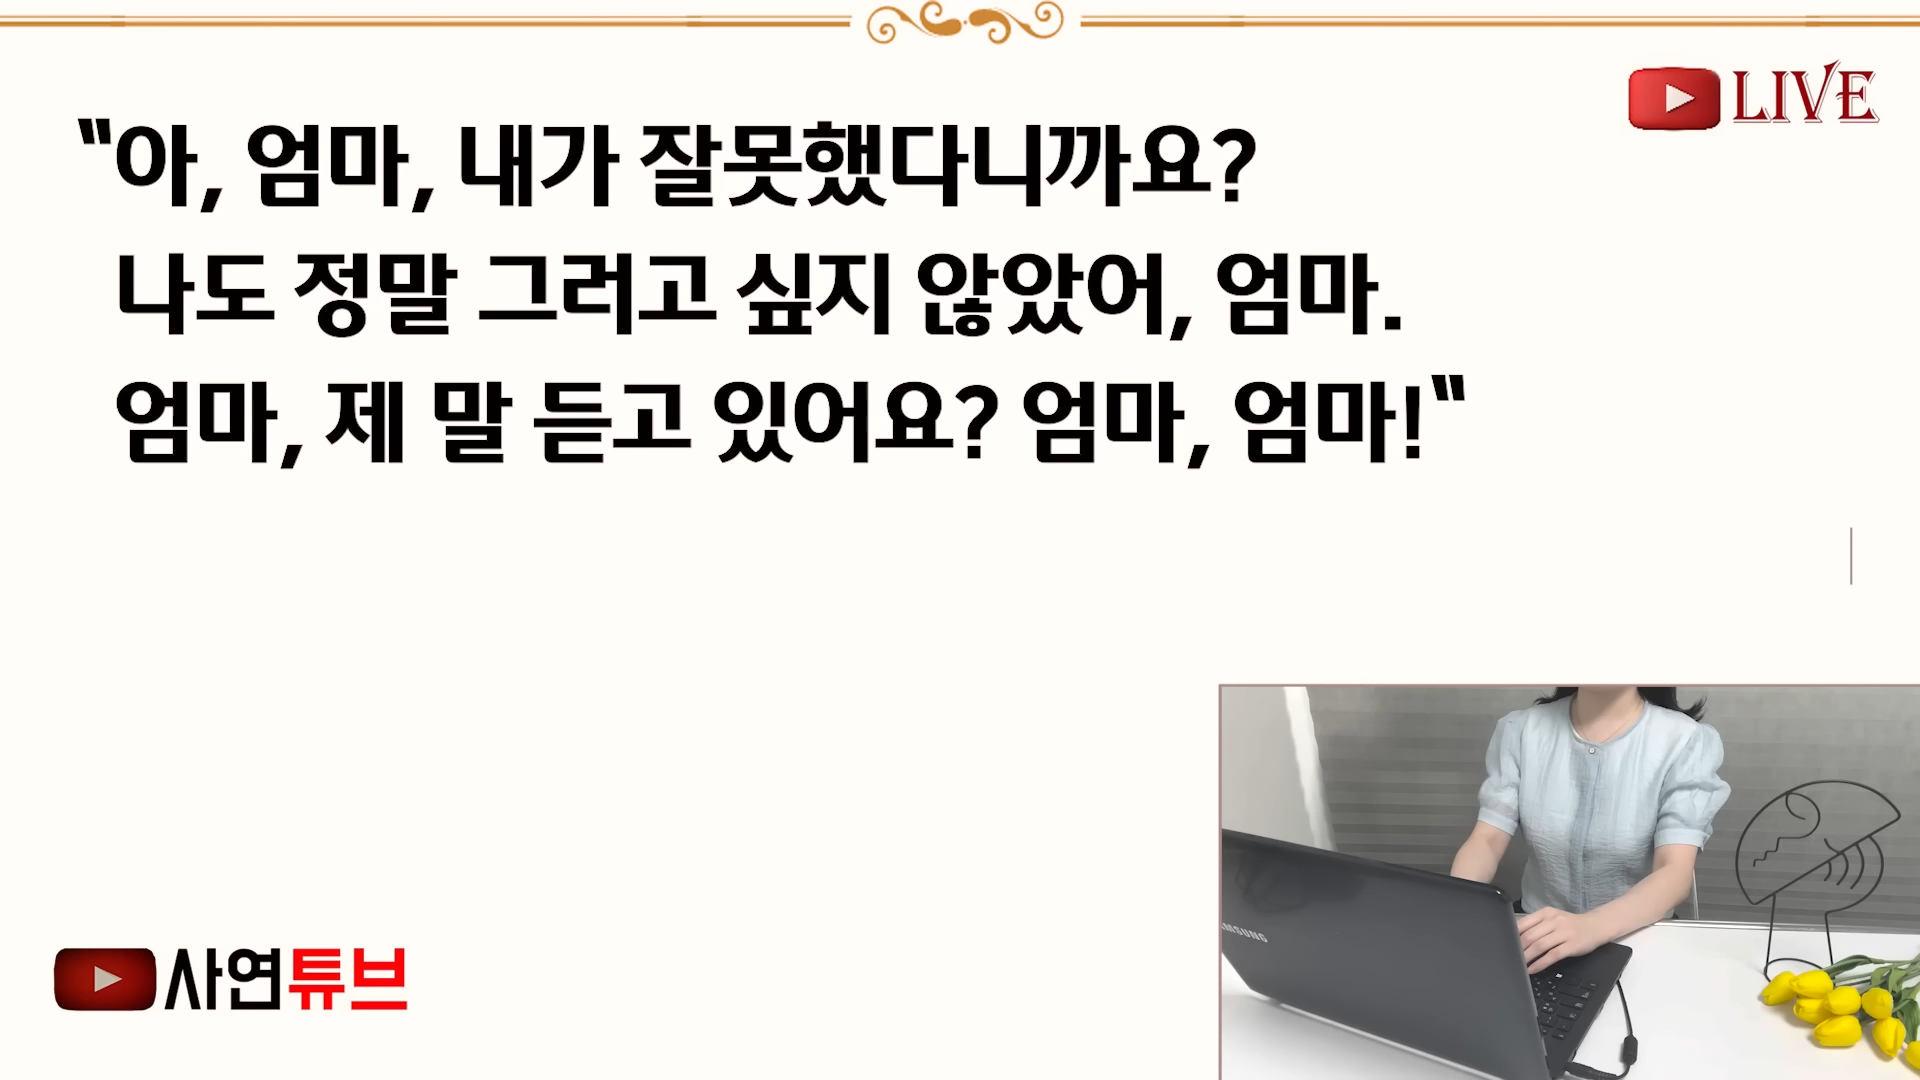 LIVE
"아, 엄마, 내가 잘못했다니까요?
나도 정말 그러고 싶지 않았어, 엄마.
엄마, 제 말 듣고 있어요? 엄마, 엄마!"
사연튜브
SAMSUNG